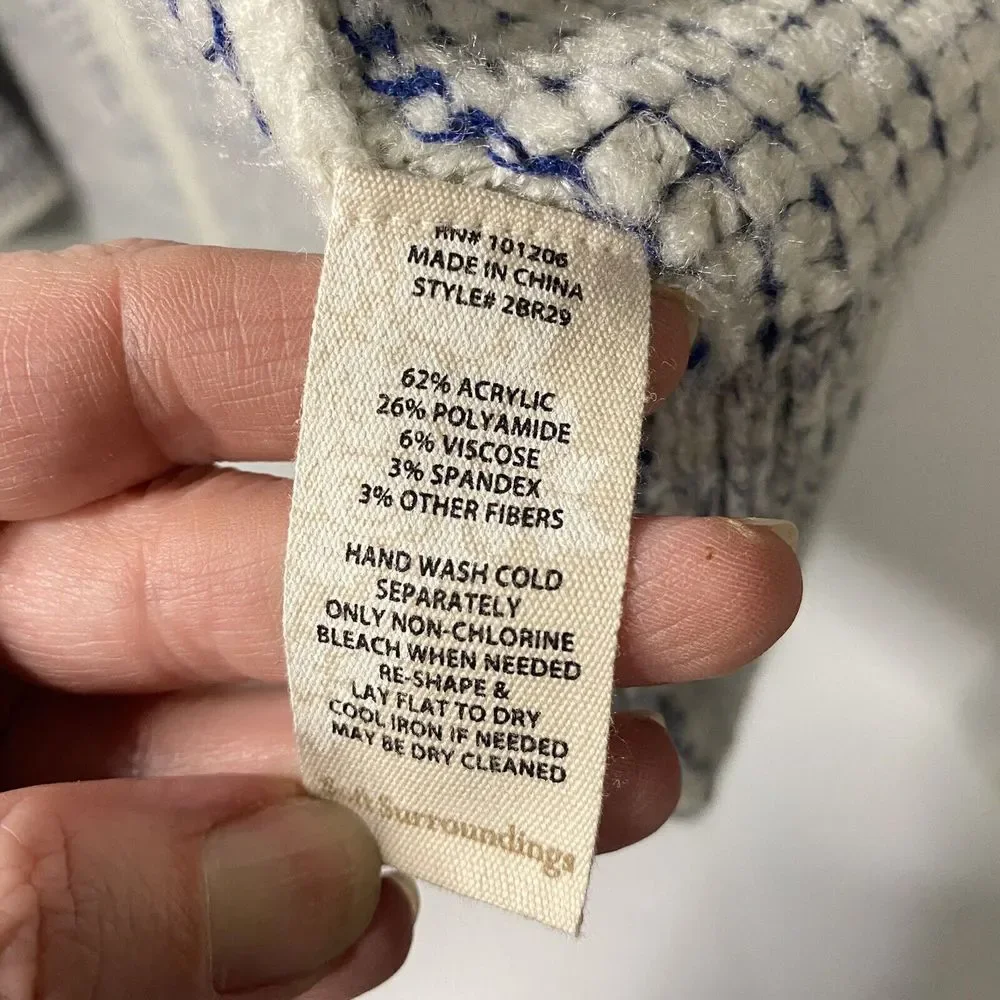 RN# 101206
MADE IN CHINA
STYLE# 2BR29
62% ACRYLIC
26% POLYAMIDE
6% VISCOSE
3% SPANDEX
3% OTHER FIBERS
HAND WASH COLD
SEPARATELY
ONLY NON-CHLORINE
BLEACH WHEN NEEDED
RE-SHAPE &
LAY FLAT TO DRY
COOL IRON IF NEEDED
MAY BE DRY CLEANED
Surroundings